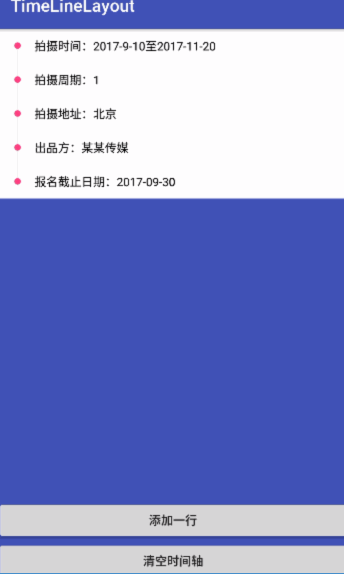 TimeLineLayout
拍摄时间：2017-9-10至2017-11-20
拍摄周期：1
拍摄地址：北京
出品方：某某传媒
报名截止日期：2017-09-30
添加一行
清空时间轴